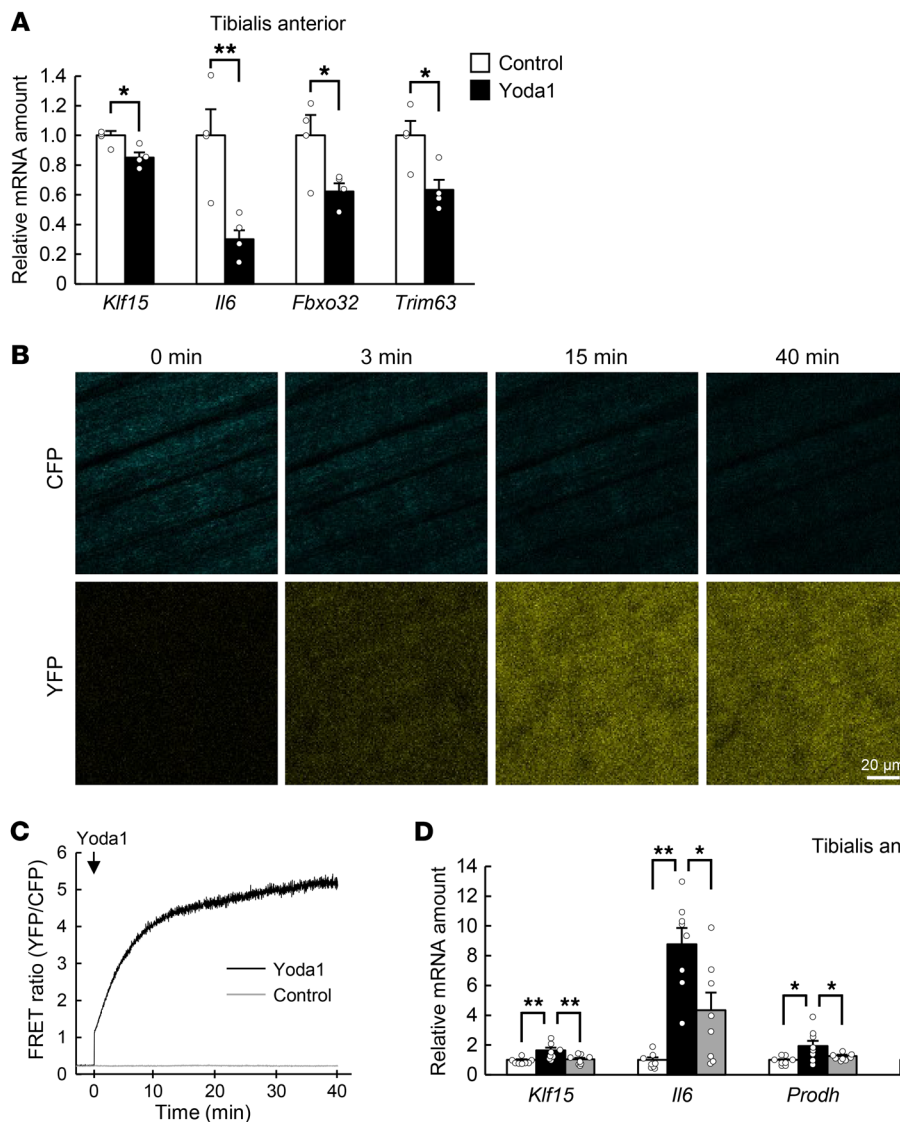 A
Tibialis anterior
Control
Yoda1
Relative mRNA amount
1.4
1.2
1.0
0.8
0.6
0.4
0.2
0
*
**
*
*
Klf15
Il6
Fbxo32
Trim63
B
0 min
3 min
15 min
40 min
CFP
YFP
20 µm
C
Yoda1
FRET ratio (YFP/CFP)
6
5
4
3
2
1
0
Yoda1
Control
0
10
20
30
40
Time (min)
D
Tibialis an
Relative mRNA amount
14
12
10
8
6
4
2
0
**
**
**
*
*
*
Klf15
Il6
Prodh